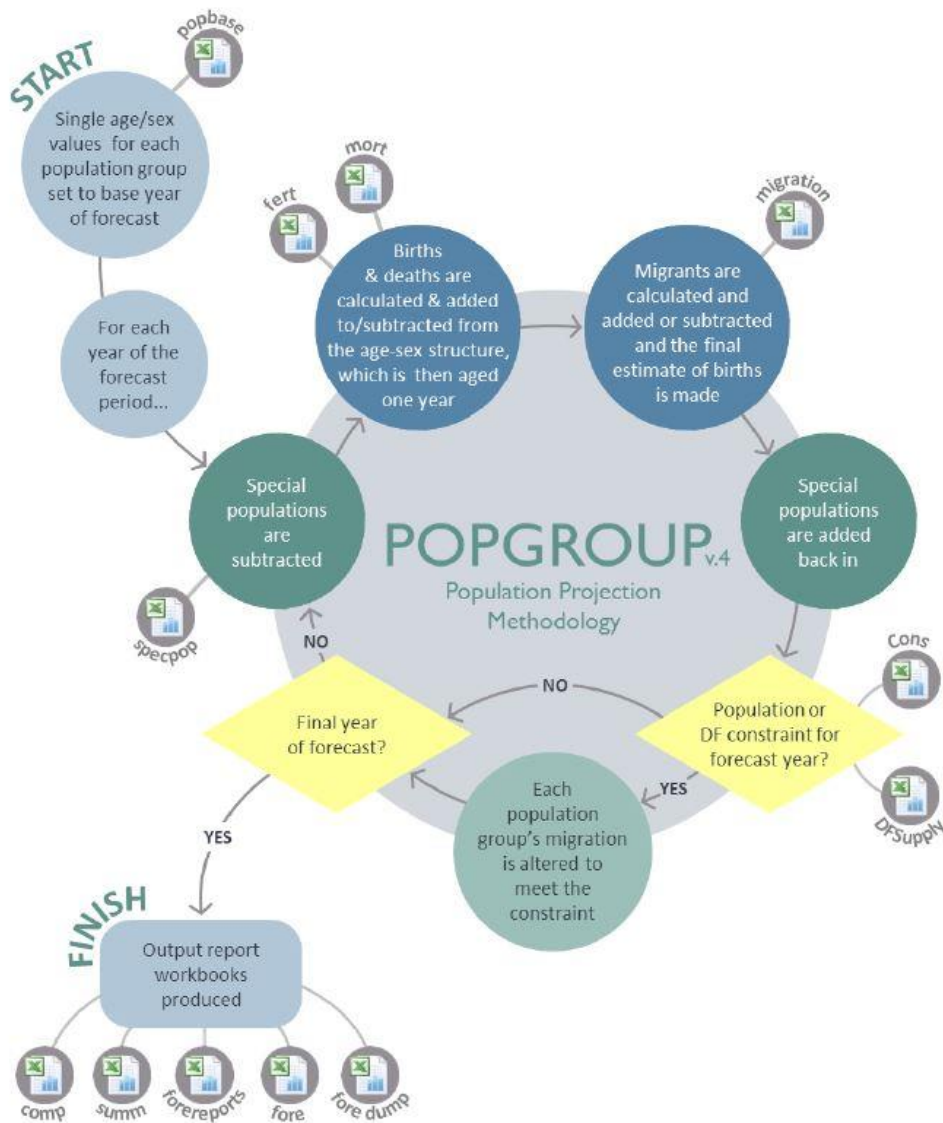 popbase
START
Single age/sex
values for each
population group
set to base year
of forecast
mort
fert
migration
Births
& deaths are
calculated & added
to/subtracted from
the age-sex structure,
which is then aged
one year
Migrants are
calculated and
added or subtracted
and the final
estimate of births
is made
For each
year of the
forecast
period...
Special
populations
are
subtracted
POPGROUP v.4
Population Projection
Methodology
Special
populations
are added
back in
specpop
NO
NO
Cons
Final year
of forecast?
Population or
DF constraint for
forecast year?
YES
DFSupply
Each
population
group's migration
is altered to
meet the
constraint
YES
FINISH
Output report
workbooks
produced
comp
summ
forereports
fore
fore dump